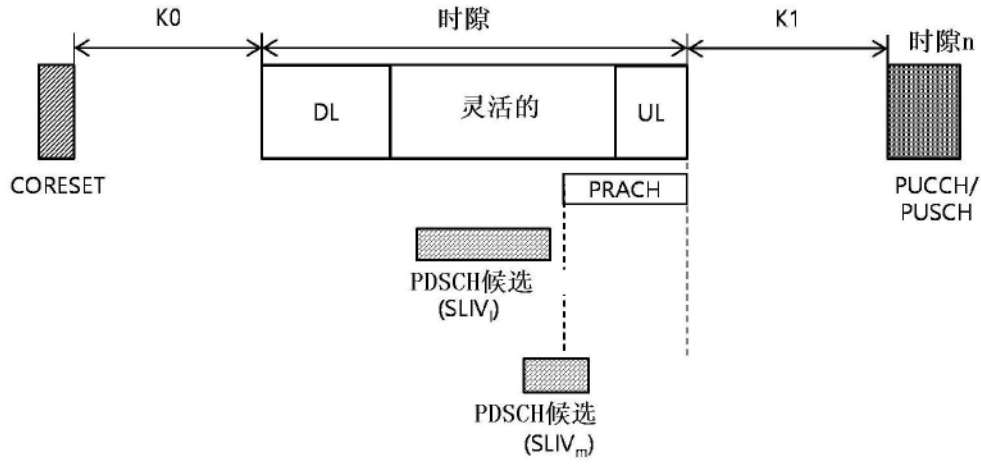 K0
时隙
K1
时隙n
DL
灵活的
UL
CORESET
PRACH
PUCCH/
PUSCH
PDSCH候选
(SLIVl)
PDSCH候选
(SLIVm)